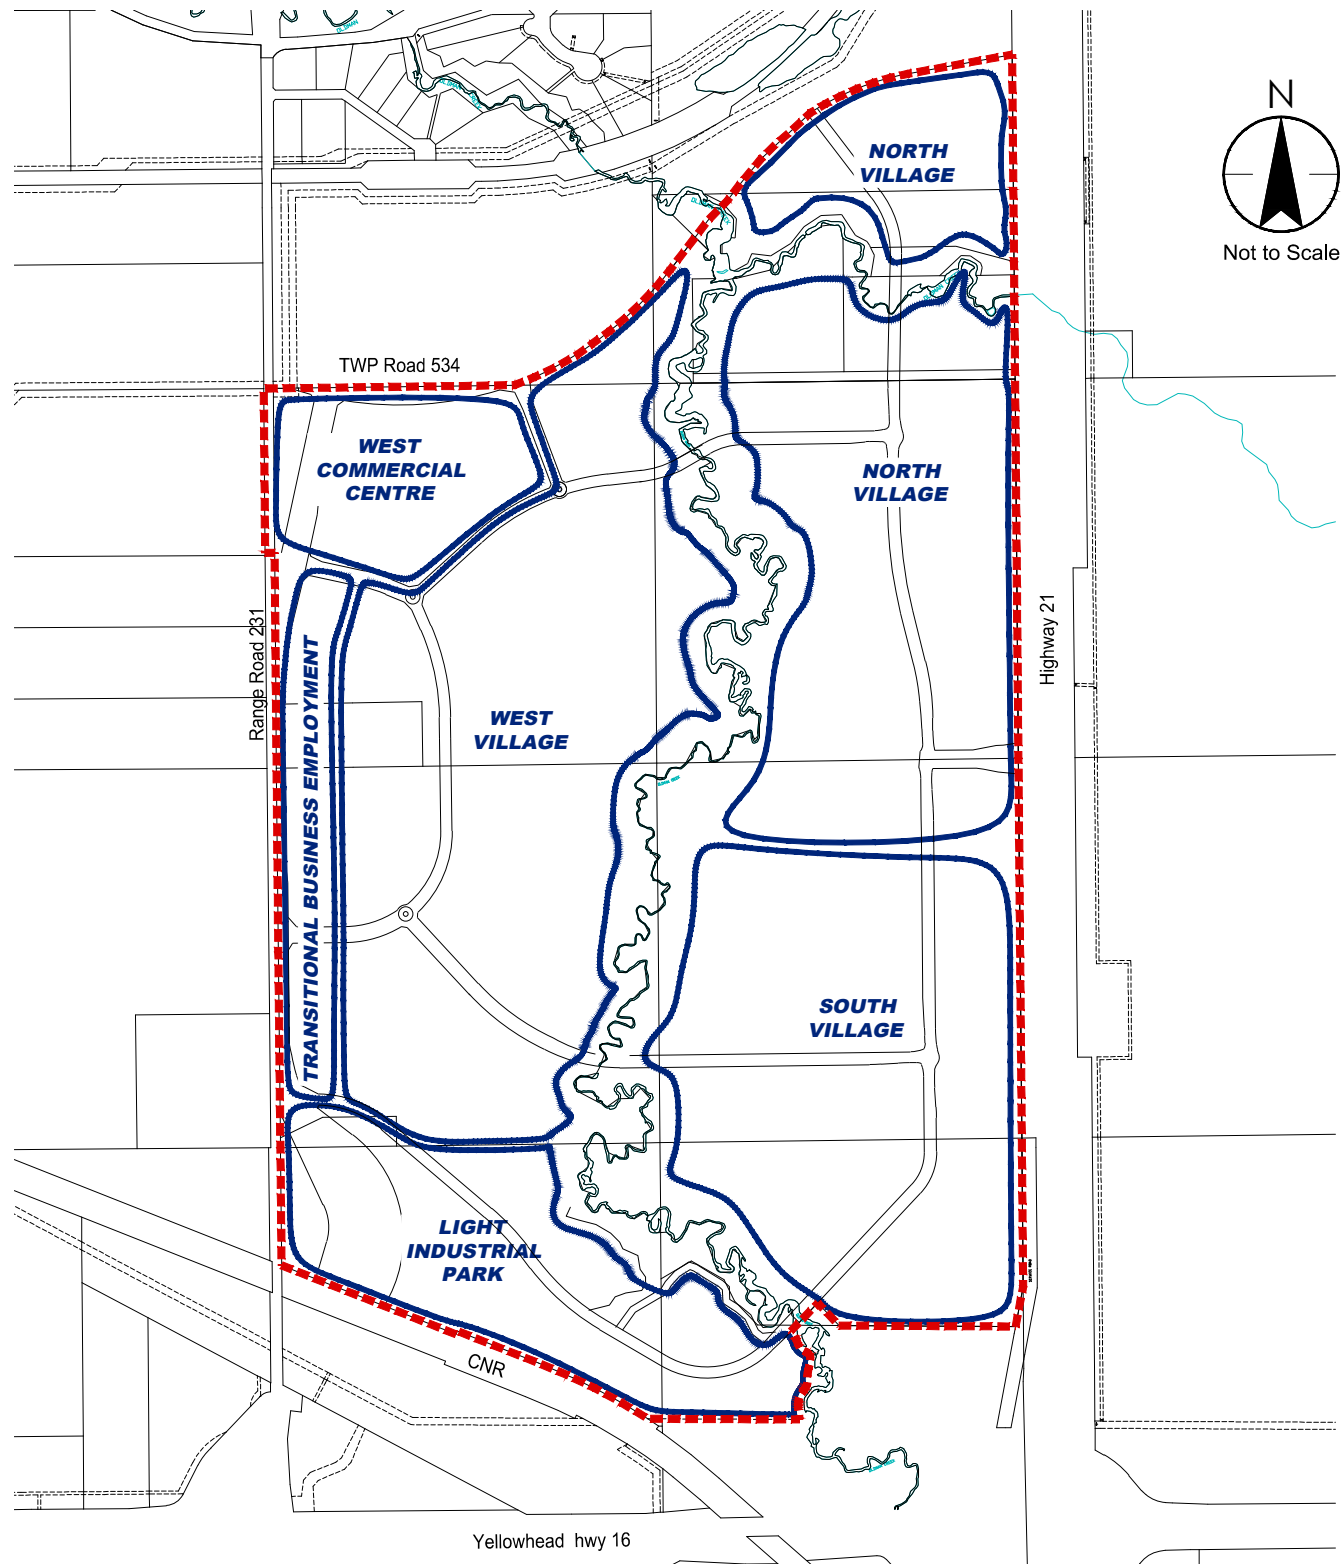 N
Not to Scale
NORTH
VILLAGE
TWP Road 534
WEST
COMMERCIAL
CENTRE
NORTH
VILLAGE
Range Road 231
TRANSITIONAL BUSINESS EMPLOYMENT
Highway 21
WEST
VILLAGE
SOUTH
VILLAGE
LIGHT
INDUSTRIAL
PARK
CNR
Yellowhead hwy 16